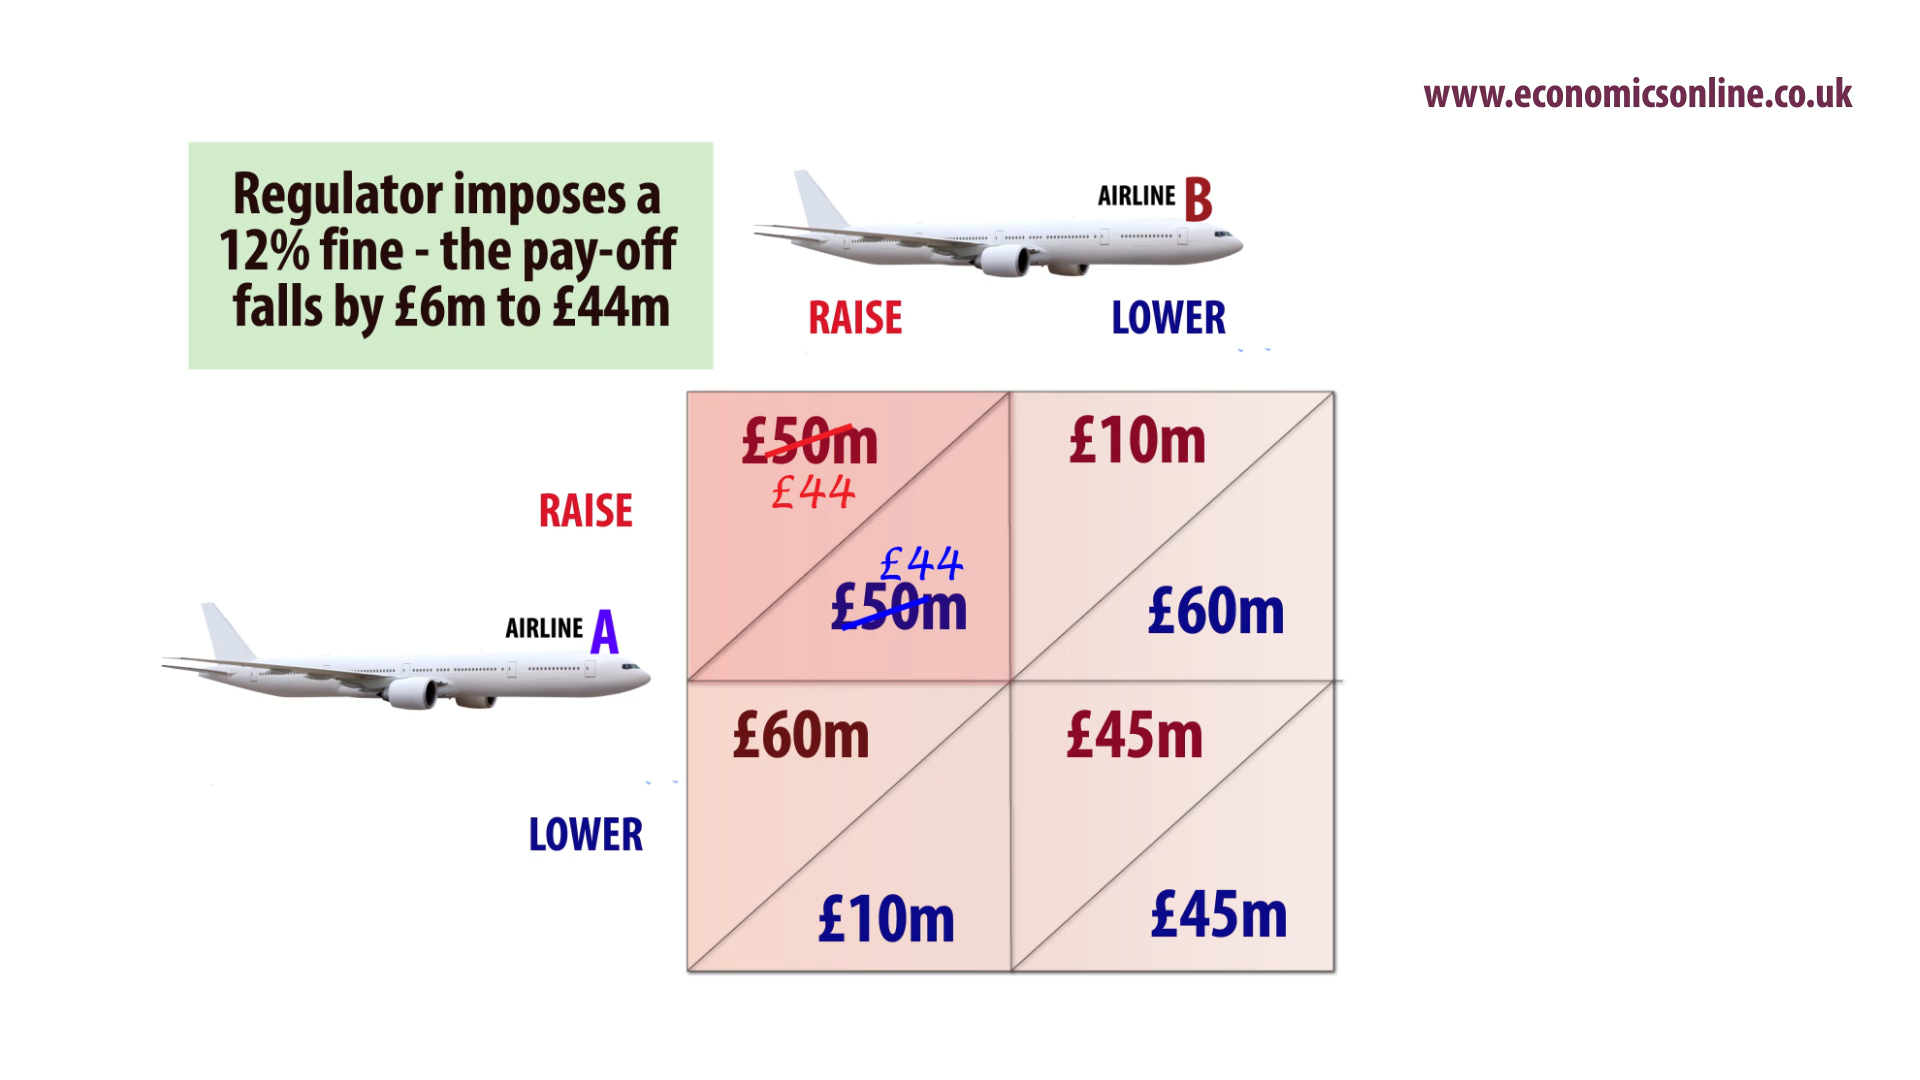 www.economicsonline.co.uk
Regulator imposes a
12% fine - the pay-off
falls by £6m to £44m
AIRLINE B
RAISE LOWER
£50m £10m
£44
RAISE
£44
£50m £60m
AIRLINE A
£60m £45m
LOWER
£10m £45m